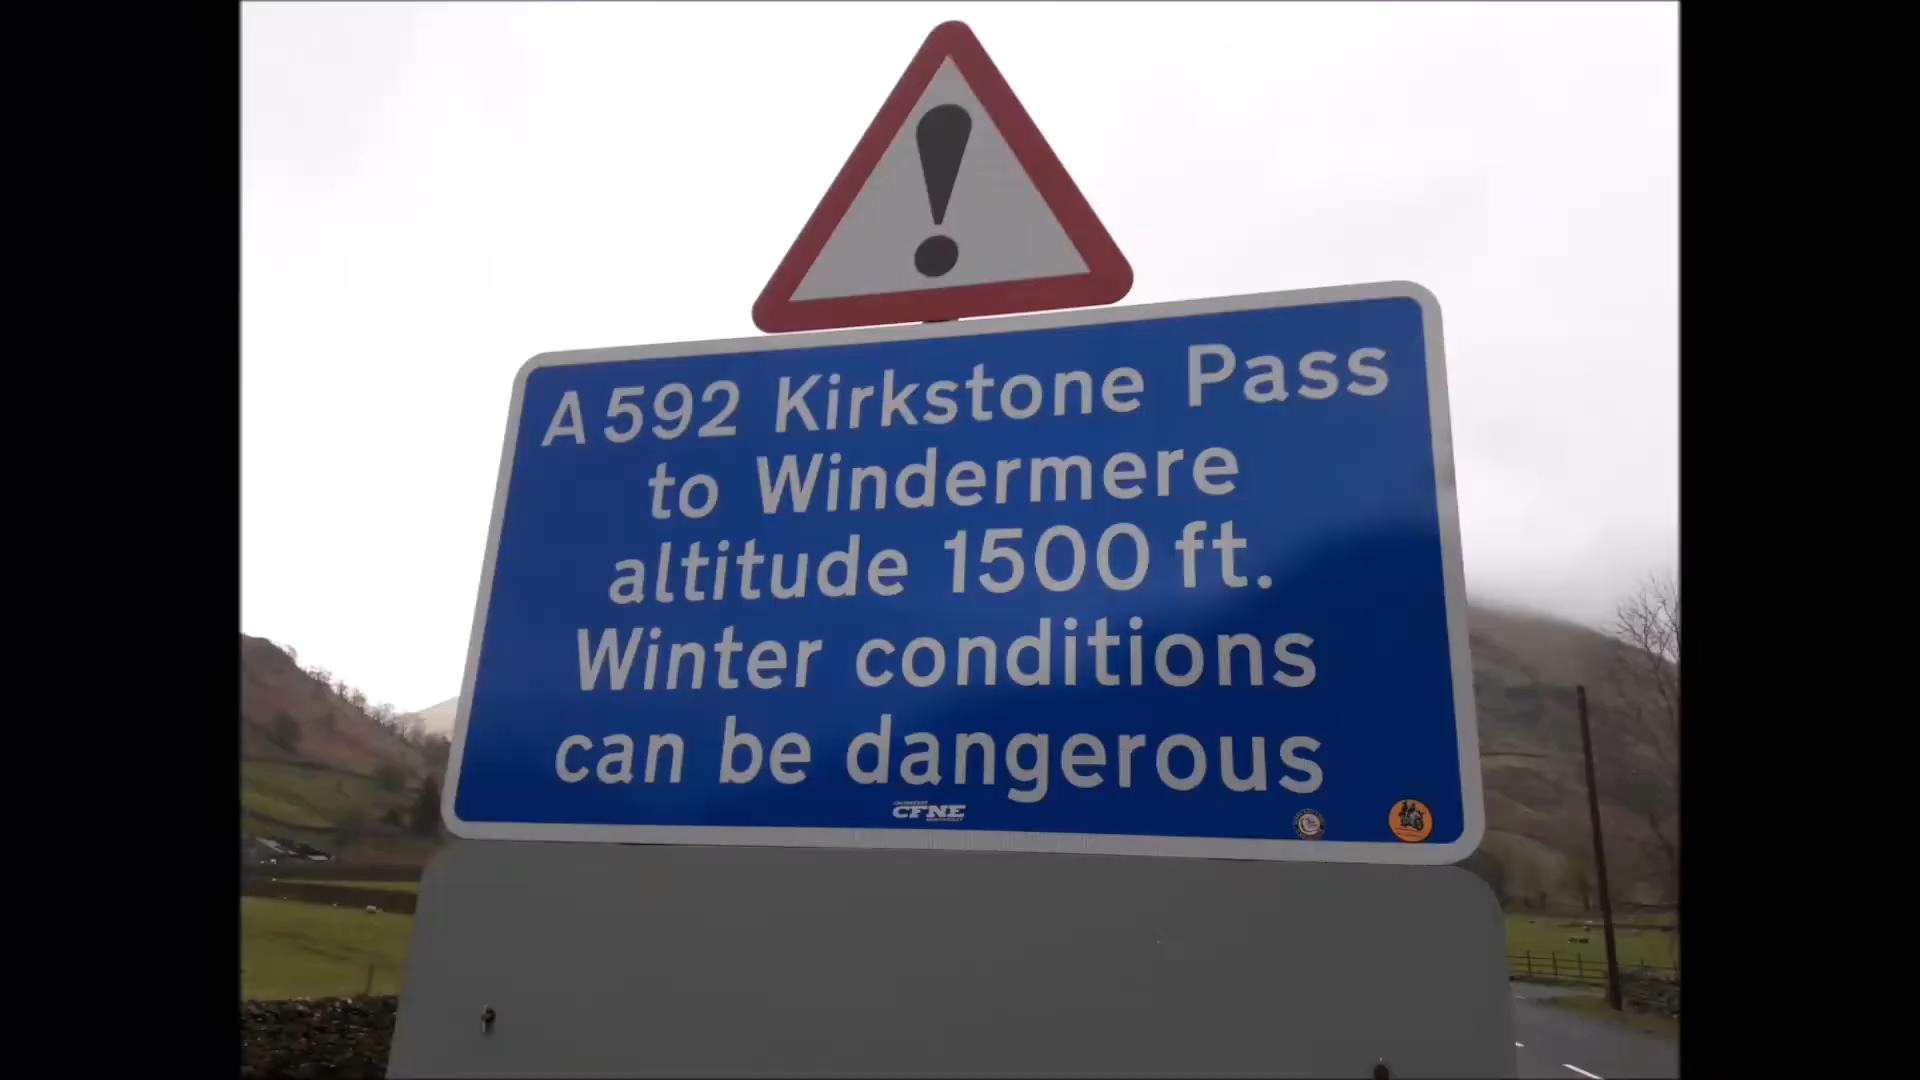 A592 Kirkstone Pass
to Windermere
altitude 1500 ft.
Winter conditions
can be dangerous
CFNE